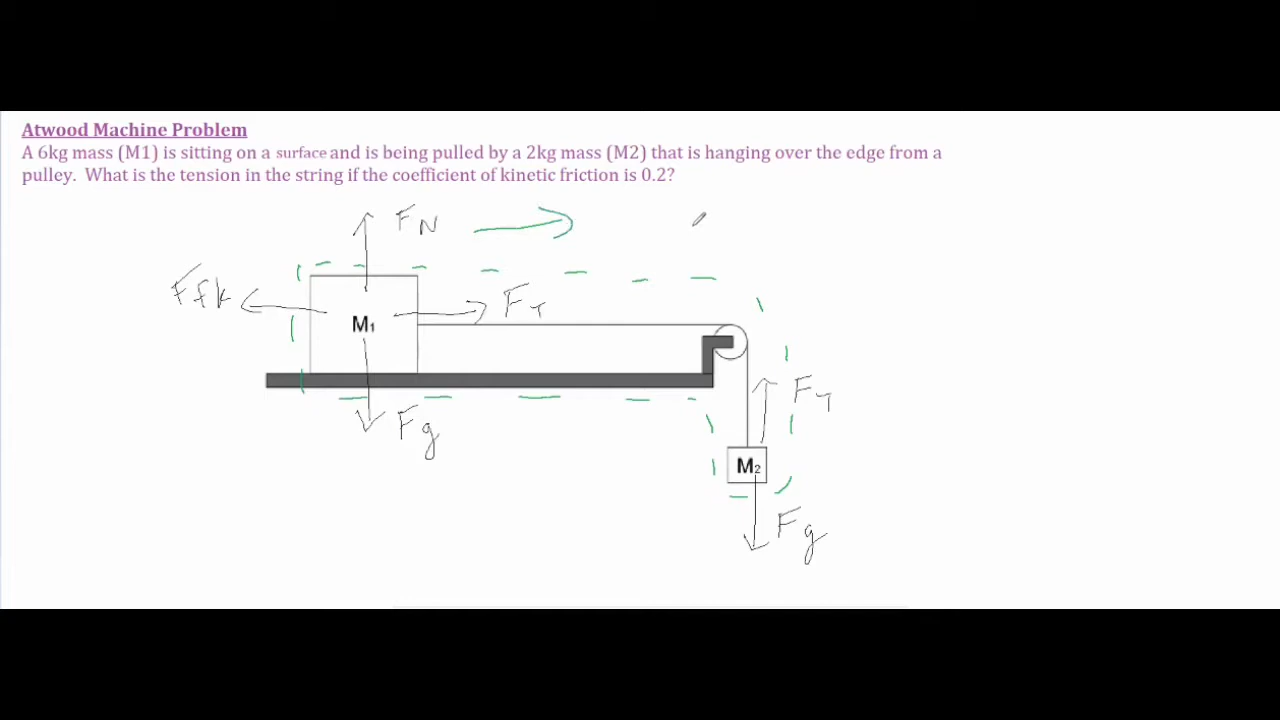 Atwood Machine Problem
A 6kg mass (M1) is sitting on a surface and is being pulled by a 2kg mass (M2) that is hanging over the edge from a
pulley. What is the tension in the string if the coefficient of kinetic friction is 0.2?
FN
Ffk
FT
M1
FT
Fg
M2
Fg